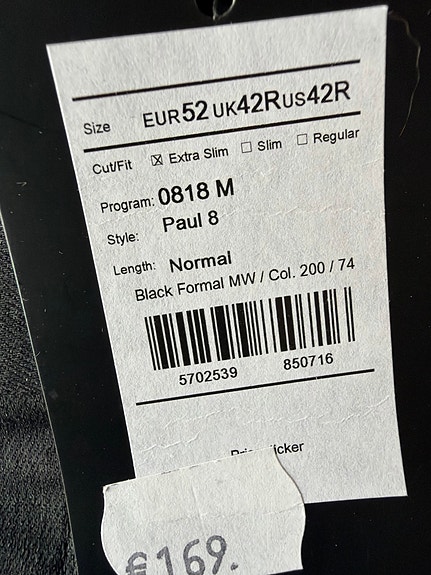 Size EUR52 UK42R US42R
Cut/Fit ☒ Extra Slim ☐ Slim ☐ Regular
Program: 0818 M
Style: Paul 8
Length: Normal
Black Formal MW / Col. 200 / 74
5702539 850716
€169.